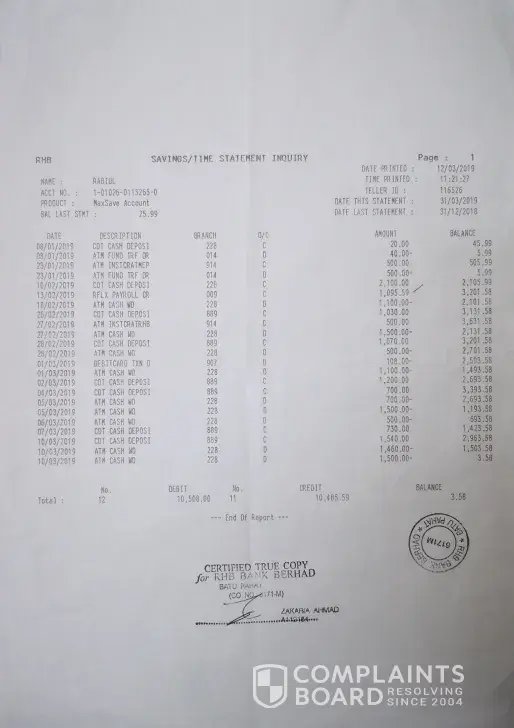 RHB SAVINGS/TIME STATEMENT INQUIRY Page : 1
DATE PRINTED : 12/03/2019
NAME : RABIUL TIME PRINTED : 11:21:27
ACCT NO. : 1-01026-0113265-0 TELLER ID : 116526
PRODUCT : MaxSave Account DATE THIS STATEMENT : 31/03/2019
BAL LAST STMT : 25.99 DATE LAST STATEMENT : 31/12/2018
DATE DESCRIPTION BRANCH D/C AMOUNT BALANCE
08/01/2019 CDT CASH DEPOSI 228 C 20.00 45.99
09/01/2019 ATM FUND TRF DR 014 D 40.00- 5.99
23/01/2019 ATM INSTCRATMEP 914 C 500.00 505.99
23/01/2019 ATM FUND TRF DR 014 D 500.00- 5.99
10/02/2019 CDT CASH DEPOSI 228 C 2,100.00 2,105.99
13/02/2019 RFLX PAYROLL CR 009 C 1,095.59 3,201.58
18/02/2019 ATM CASH WD 228 D 1,100.00- 2,101.58
26/02/2019 CDT CASH DEPOSI 889 C 1,030.00 3,131.58
27/02/2019 ATM INSTCRATRHB 914 C 500.00 3,631.58
27/02/2019 ATM CASH WD 228 D 1,500.00- 2,131.58
28/02/2019 CDT CASH DEPOSI 889 C 1,070.00 3,201.58
28/02/2019 ATM CASH WD 228 D 500.00- 2,701.58
01/03/2019 DEBITCARD TXN D 907 D 108.00- 2,593.58
01/03/2019 ATM CASH WD 228 D 1,100.00- 1,493.58
02/03/2019 CDT CASH DEPOSI 889 C 1,200.00 2,693.58
04/03/2019 CDT CASH DEPOSI 889 C 700.00 3,393.58
05/03/2019 ATM CASH WD 228 D 700.00- 2,693.58
05/03/2019 ATM CASH WD 228 D 1,500.00- 1,193.58
06/03/2019 ATM CASH WD 228 D 500.00- 693.58
07/03/2019 CDT CASH DEPOSI 889 C 730.00 1,423.58
10/03/2019 CDT CASH DEPOSI 889 C 1,540.00 2,963.58
10/03/2019 ATM CASH WD 228 D 1,460.00- 1,503.58
10/03/2019 ATM CASH WD 228 D 1,500.00- 3.58
No. DEBIT No. CREDIT BALANCE
Total : 12 10,508.00 11 10,485.59 3.58
--- End Of Report ---
RHB BANK BATU PAHAT
6171M
CERTIFIED TRUE COPY
for RHB BANK BERHAD
BATU PAHAT
(CO. NO. 6171-M)
ZAKARIA AHMAD
COMPLAINTS
BOARD RESOLVING
SINCE 2004